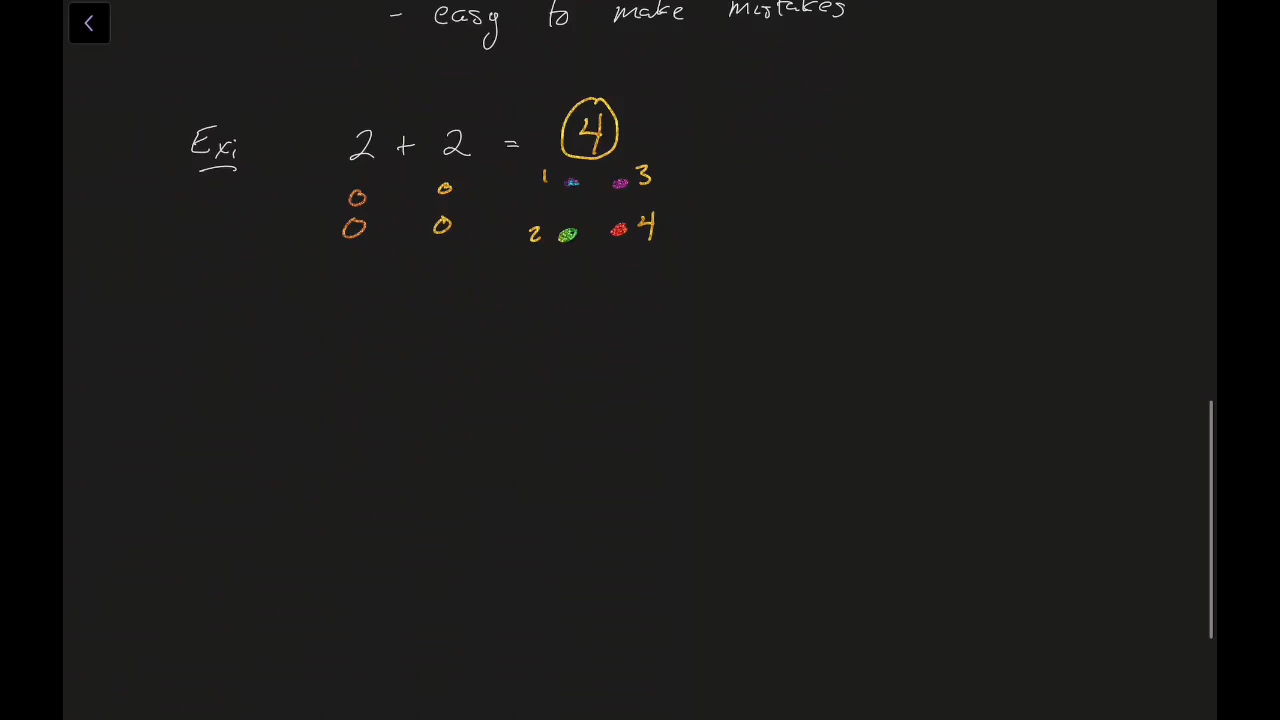 - easy to make mistakes
Ex: 2 + 2 = 4
1 3
2 4